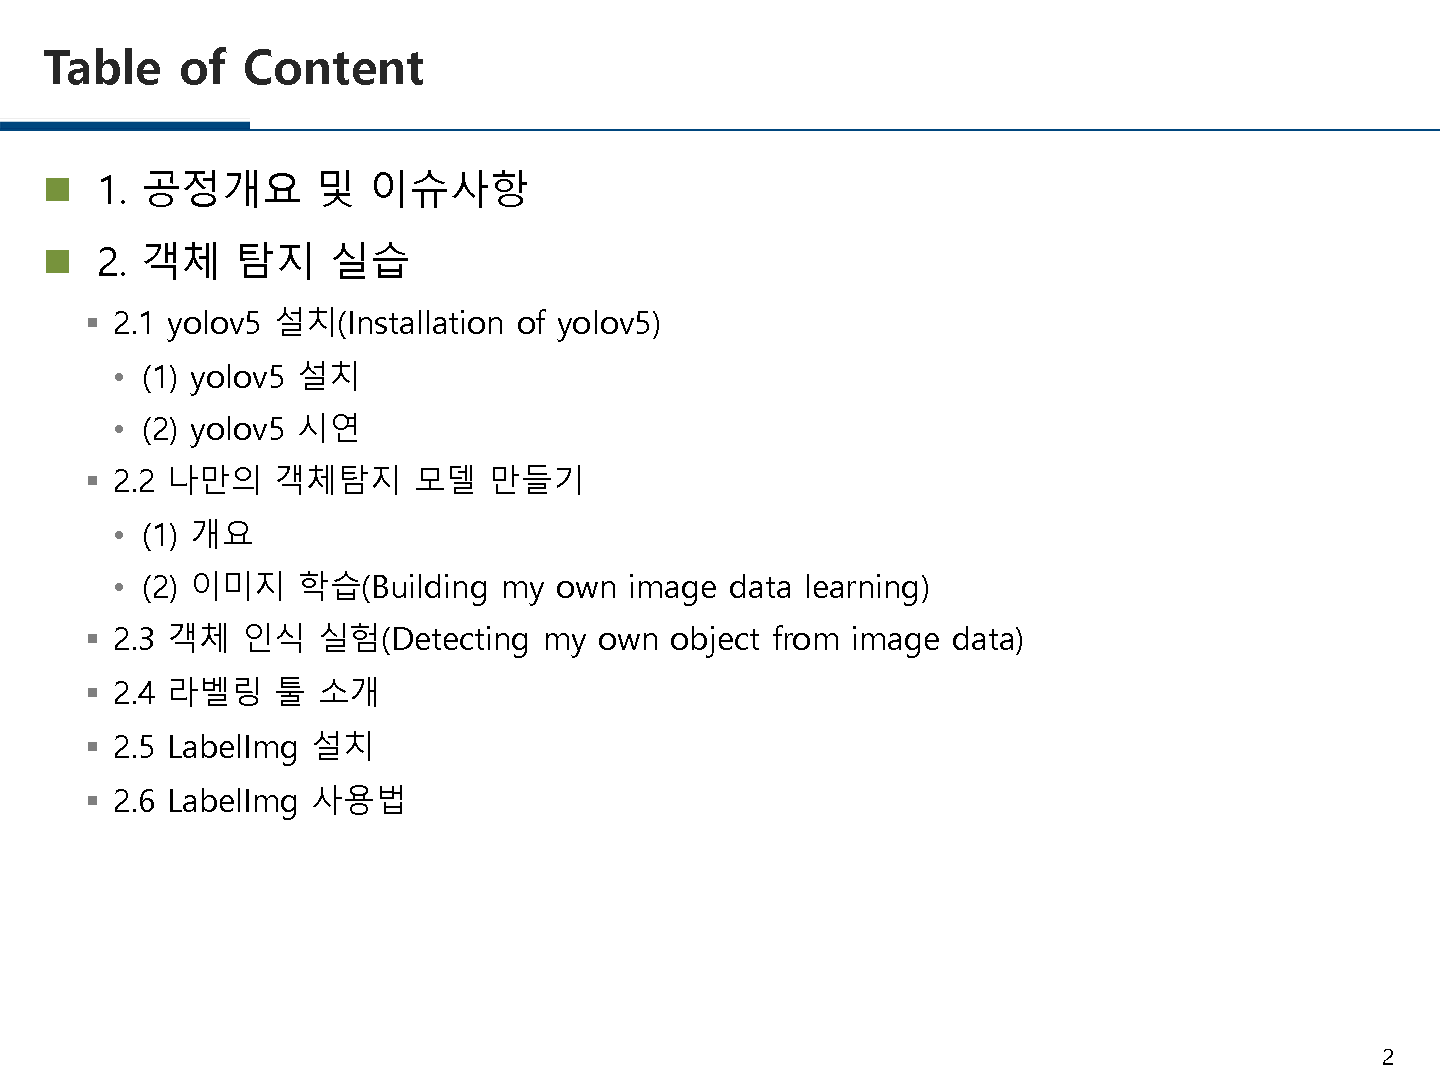 Table of Content
1. 공정개요 및 이슈사항
2. 객체 탐지 실습
2.1 yolov5 설치(Installation of yolov5)
(1) yolov5 설치
(2) yolov5 시연
2.2 나만의 객체탐지 모델 만들기
(1) 개요
(2) 이미지 학습(Building my own image data learning)
2.3 객체 인식 실험(Detecting my own object from image data)
2.4 라벨링 툴 소개
2.5 LabelImg 설치
2.6 LabelImg 사용법
2